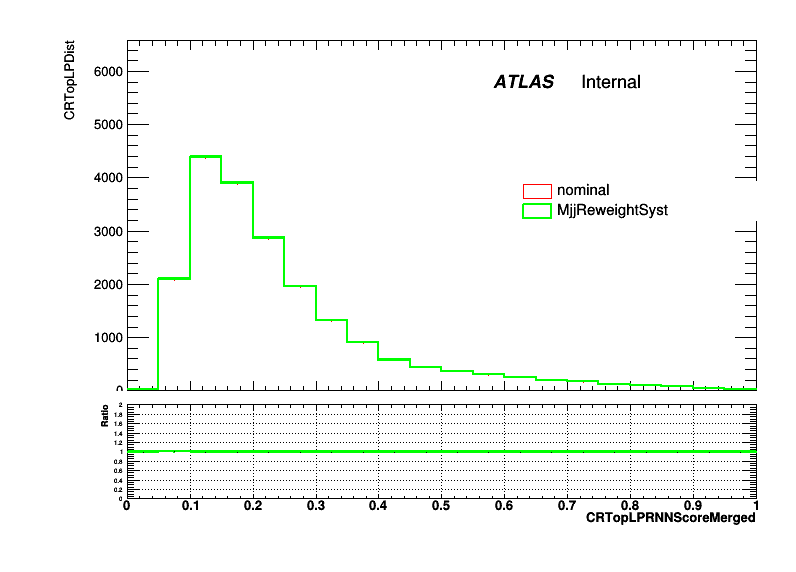 CRTopLPDist
6000
5000
4000
3000
2000
1000
0
ATLAS Internal
nominal
MjjReweightSyst
Ratio
2
1.8
1.6
1.4
1.2
1
0.8
0.6
0.4
0.2
0
0 0.1 0.2 0.3 0.4 0.5 0.6 0.7 0.8 0.9 1
CRTopLPRNNScoreMerged